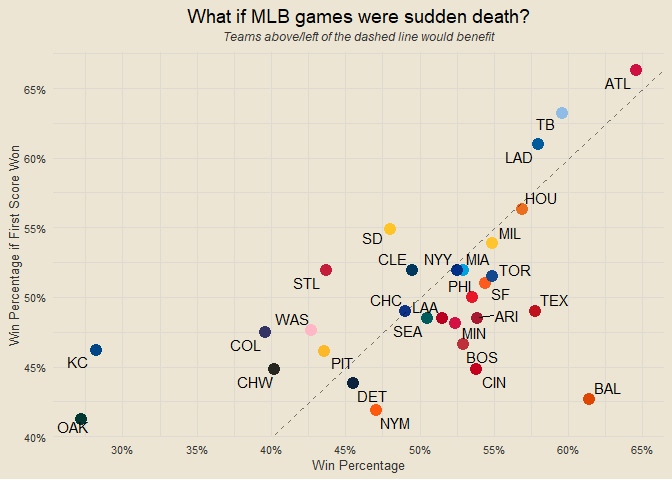 What if MLB games were sudden death?
Teams above/left of the dashed line would benefit
Win Percentage if First Score Won
65%
60%
55%
50%
45%
40%
ATL
TB
LAD
HOU
SD
MIL
CLE
NYY
MIA
TOR
STL
PHI
SF
CHC
LAA
TEX
ARI
WAS
SEA
MIN
COL
KC
PIT
BOS
CHW
CIN
DET
BAL
OAK
NYM
30%
35%
40%
45%
50%
55%
60%
65%
Win Percentage